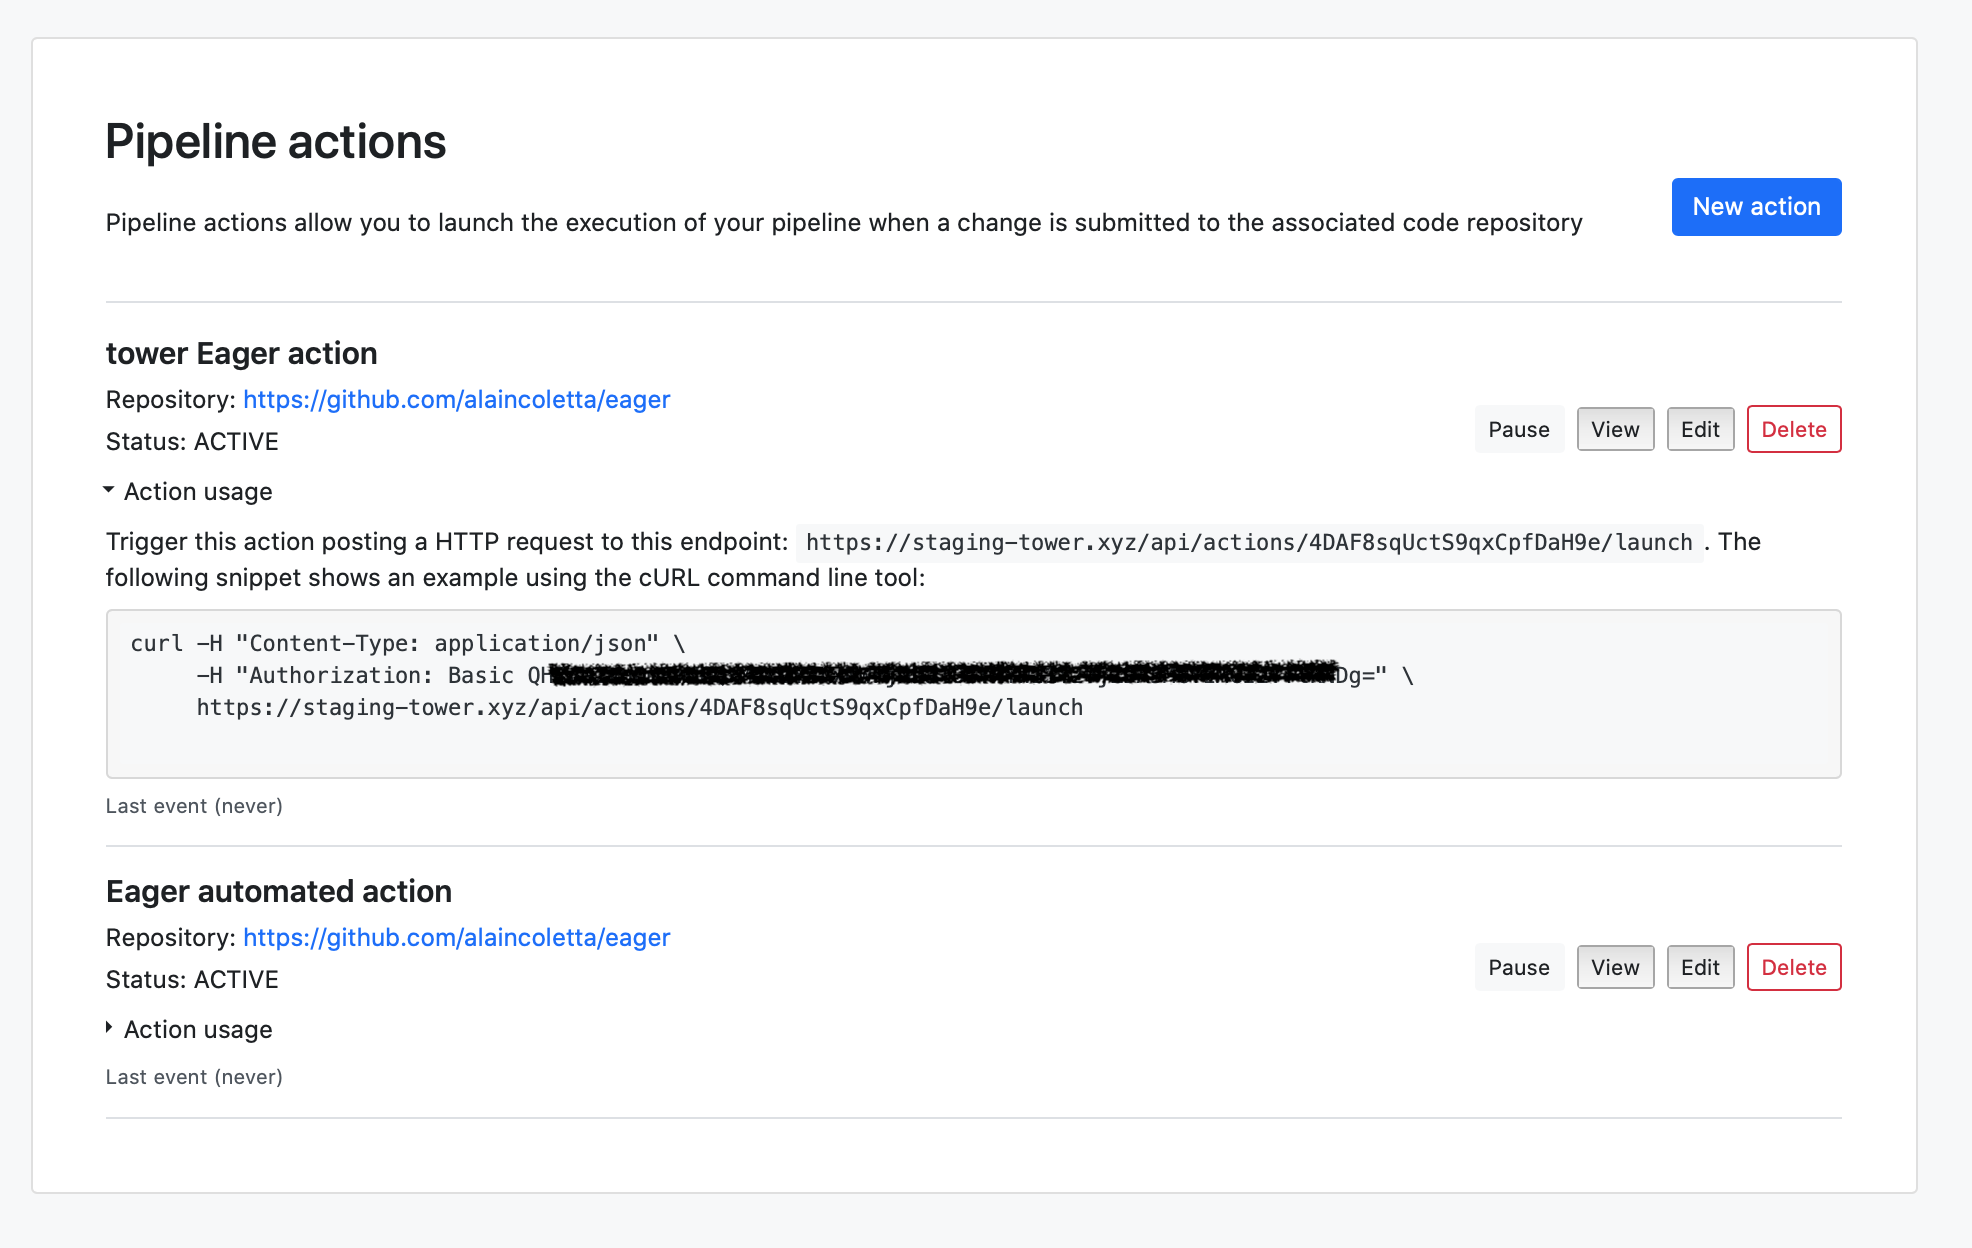 Pipeline actions
Pipeline actions allow you to launch the execution of your pipeline when a change is submitted to the associated code repository
New action
tower Eager action
Repository: https://github.com/alaincoletta/eager
Status: ACTIVE
Pause View Edit Delete
Action usage
Trigger this action posting a HTTP request to this endpoint: https://staging-tower.xyz/api/actions/4DAF8sqUctS9qxCpfDaH9e/launch . The
following snippet shows an example using the cURL command line tool:
curl -H "Content-Type: application/json" \
-H "Authorization: Basic QH Dg=" \
https://staging-tower.xyz/api/actions/4DAF8sqUctS9qxCpfDaH9e/launch
Last event (never)
Eager automated action
Repository: https://github.com/alaincoletta/eager
Status: ACTIVE
Pause View Edit Delete
Action usage
Last event (never)